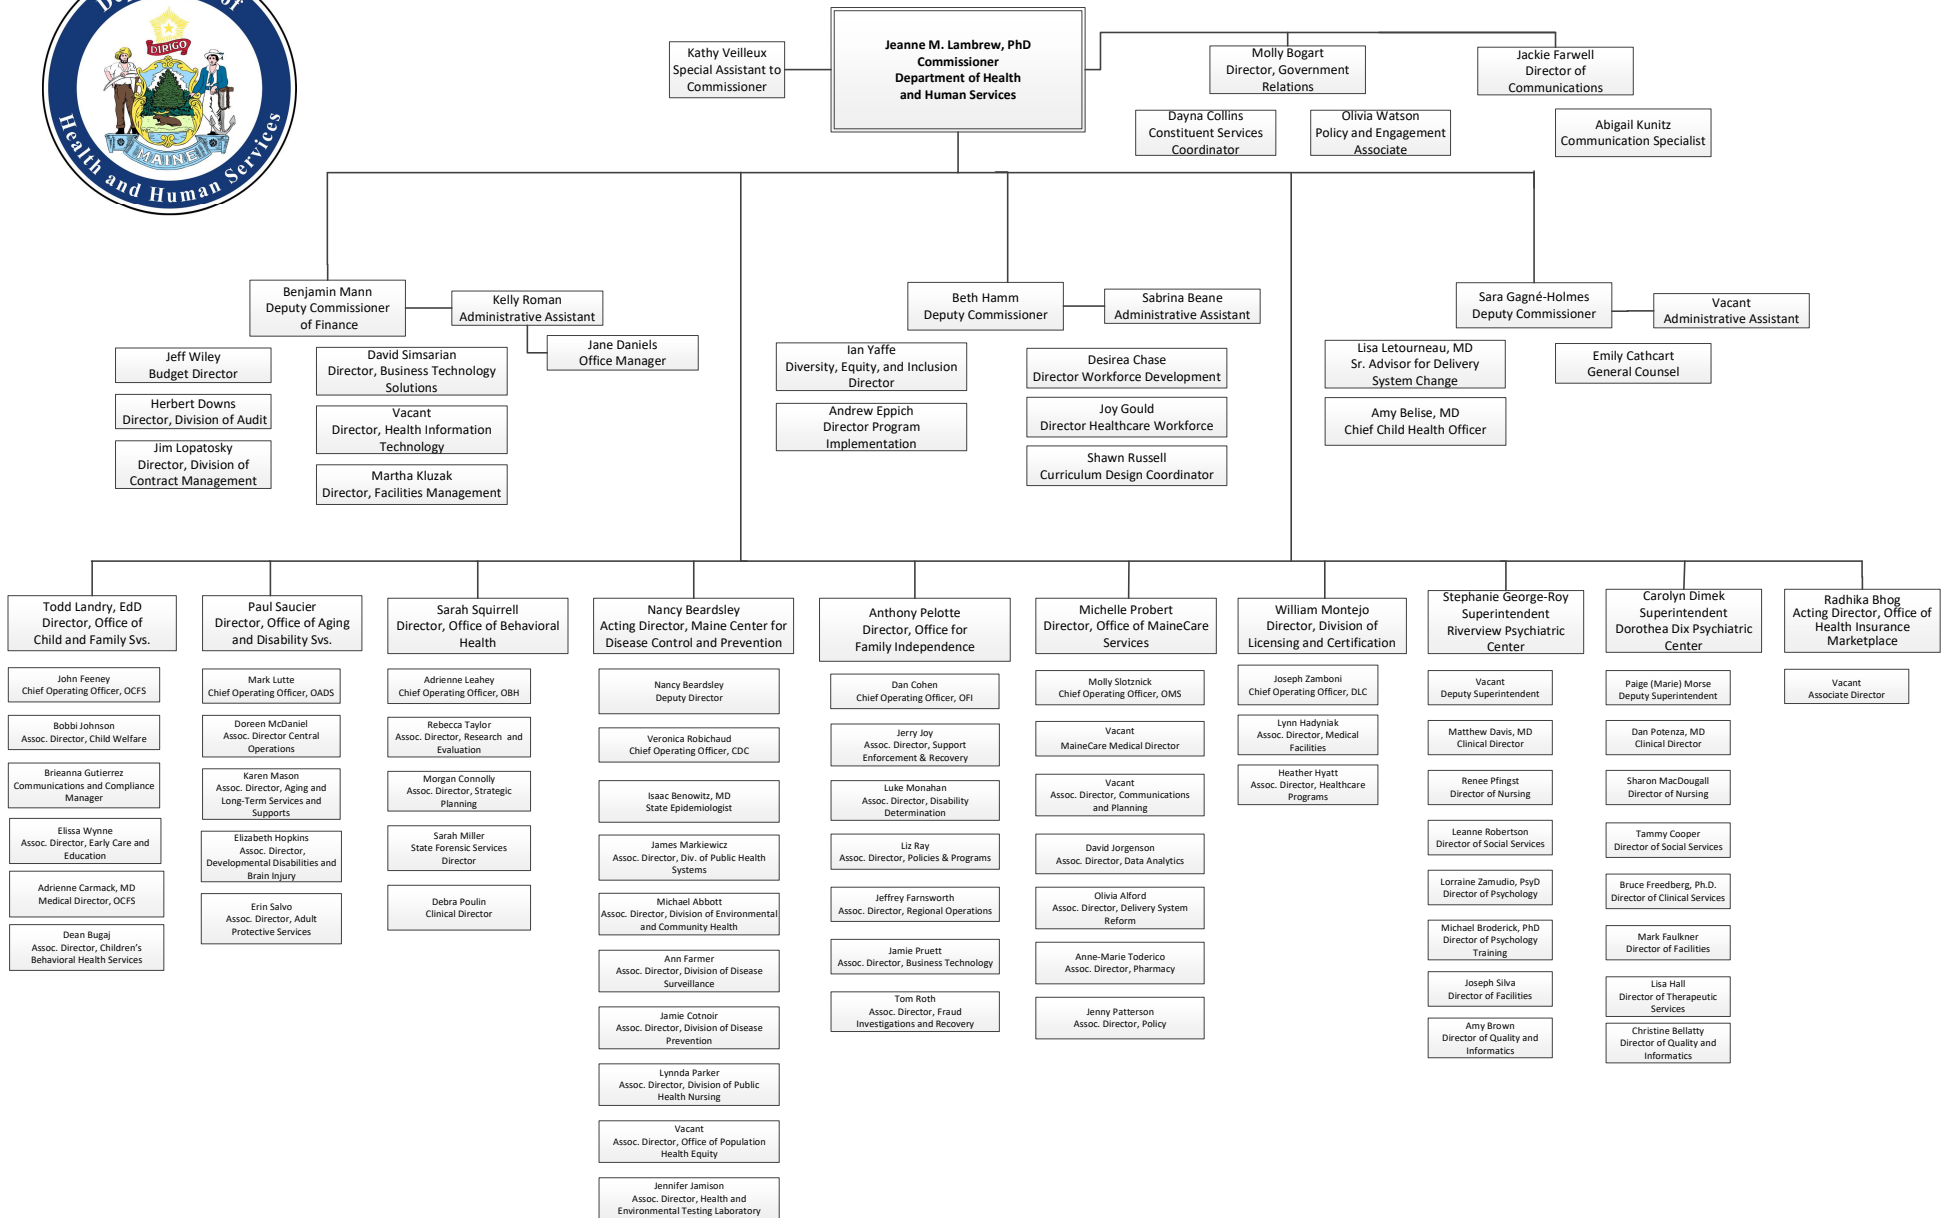 Department of
Health and Human Services
DIRIGO
MAINE
Kathy Veilleux
Special Assistant to
Commissioner
Jeanne M. Lambrew, PhD
Commissioner
Department of Health
and Human Services
Molly Bogart
Director, Government
Relations
Jackie Farwell
Director of
Communications
Dayna Collins
Constituent Services
Coordinator
Olivia Watson
Policy and Engagement
Associate
Abigail Kunitz
Communication Specialist
Benjamin Mann
Deputy Commissioner
of Finance
Kelly Roman
Administrative Assistant
Jane Daniels
Office Manager
Jeff Wiley
Budget Director
Herbert Downs
Director, Division of Audit
Jim Lopatosky
Director, Division of
Contract Management
David Simsarian
Director, Business Technology
Solutions
Vacant
Director, Health Information
Technology
Martha Kluzak
Director, Facilities Management
Beth Hamm
Deputy Commissioner
Sabrina Beane
Administrative Assistant
Ian Yaffe
Diversity, Equity, and Inclusion
Director
Andrew Eppich
Director Program
Implementation
Desirea Chase
Director Workforce Development
Joy Gould
Director Healthcare Workforce
Shawn Russell
Curriculum Design Coordinator
Sara Gagné-Holmes
Deputy Commissioner
Vacant
Administrative Assistant
Lisa Letourneau, MD
Sr. Advisor for Delivery
System Change
Amy Belise, MD
Chief Child Health Officer
Emily Cathcart
General Counsel
Todd Landry, EdD
Director, Office of
Child and Family Svs.
John Feeney
Chief Operating Officer, OCFS
Bobbi Johnson
Assoc. Director, Child Welfare
Brieanna Gutierrez
Communications and Compliance
Manager
Elissa Wynne
Assoc. Director, Early Care and
Education
Adrienne Carmack, MD
Medical Director, OCFS
Dean Bugaj
Assoc. Director, Children's
Behavioral Health Services
Paul Saucier
Director, Office of Aging
and Disability Svs.
Mark Lutte
Chief Operating Officer, OADS
Doreen McDaniel
Assoc. Director Central
Operations
Karen Mason
Assoc. Director, Aging and
Long-Term Services and
Supports
Elizabeth Hopkins
Assoc. Director,
Developmental Disabilities and
Brain Injury
Erin Salvo
Assoc. Director, Adult
Protective Services
Sarah Squirrell
Director, Office of Behavioral
Health
Adrienne Leahey
Chief Operating Officer, OBH
Rebecca Taylor
Assoc. Director, Research and
Evaluation
Morgan Connolly
Assoc. Director, Strategic
Planning
Sarah Miller
State Forensic Services
Director
Debra Poulin
Clinical Director
Nancy Beardsley
Acting Director, Maine Center for
Disease Control and Prevention
Nancy Beardsley
Deputy Director
Veronica Robichaud
Chief Operating Officer, CDC
Isaac Benowitz, MD
State Epidemiologist
James Markiewicz
Assoc. Director, Div. of Public Health
Systems
Michael Abbott
Assoc. Director, Division of Environmental
and Community Health
Ann Farmer
Assoc. Director, Division of Disease
Surveillance
Jamie Cotnoir
Assoc. Director, Division of Disease
Prevention
Lynnda Parker
Assoc. Director, Division of Public
Health Nursing
Vacant
Assoc. Director, Office of Population
Health Equity
Jennifer Jamison
Assoc. Director, Health and
Environmental Testing Laboratory
Anthony Pelotte
Director, Office for
Family Independence
Dan Cohen
Chief Operating Officer, OFI
Jerry Joy
Assoc. Director, Support
Enforcement & Recovery
Luke Monahan
Assoc. Director, Disability
Determination
Liz Ray
Assoc. Director, Policies & Programs
Jeffrey Farnsworth
Assoc. Director, Regional Operations
Jamie Pruett
Assoc. Director, Business Technology
Tom Roth
Assoc. Director, Fraud
Investigations and Recovery
Michelle Probert
Director, Office of MaineCare
Services
Molly Slotznick
Chief Operating Officer, OMS
Vacant
MaineCare Medical Director
Vacant
Assoc. Director, Communications
and Planning
David Jorgenson
Assoc. Director, Data Analytics
Olivia Alford
Assoc. Director, Delivery System
Reform
Anne-Marie Toderico
Assoc. Director, Pharmacy
Jenny Patterson
Assoc. Director, Policy
William Montejo
Director, Division of
Licensing and Certification
Joseph Zamboni
Chief Operating Officer, DLC
Lynn Hadyniak
Assoc. Director, Medical
Facilities
Heather Hyatt
Assoc. Director, Healthcare
Programs
Stephanie George-Roy
Superintendent
Riverview Psychiatric
Center
Vacant
Deputy Superintendent
Matthew Davis, MD
Clinical Director
Renee Pfingst
Director of Nursing
Leanne Robertson
Director of Social Services
Lorraine Zamudio, PsyD
Director of Psychology
Michael Broderick, PhD
Director of Psychology
Training
Joseph Silva
Director of Facilities
Amy Brown
Director of Quality and
Informatics
Carolyn Dimek
Superintendent
Dorothea Dix Psychiatric
Center
Paige (Marie) Morse
Deputy Superintendent
Dan Potenza, MD
Clinical Director
Sharon MacDougall
Director of Nursing
Tammy Cooper
Director of Social Services
Bruce Freedberg, Ph.D.
Director of Clinical Services
Mark Faulkner
Director of Facilities
Lisa Hall
Director of Therapeutic
Services
Christine Bellatty
Director of Quality and
Informatics
Radhika Bhog
Acting Director, Office of
Health Insurance
Marketplace
Vacant
Associate Director